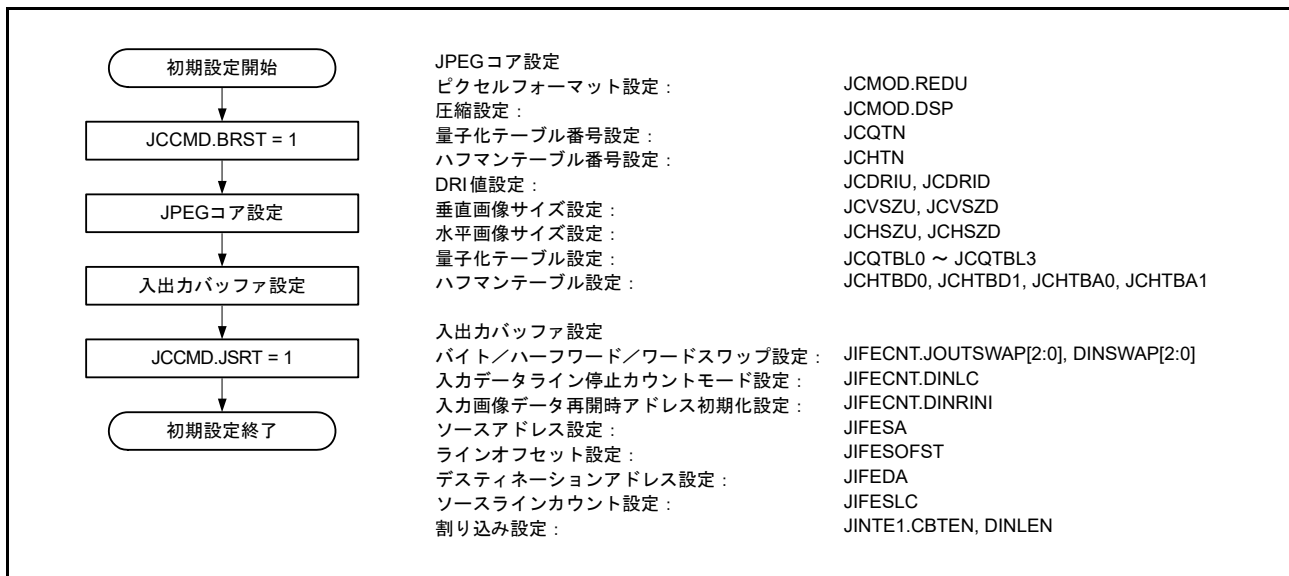 初期設定開始
JCCMD.BRST = 1
JPEGコア設定
入出力バッファ設定
JCCMD.JSRT = 1
初期設定終了
JPEGコア設定
ピクセルフォーマット設定： JCMOD.REDU
圧縮設定： JCMOD.DSP
量子化テーブル番号設定： JCQTN
ハフマンテーブル番号設定： JCHTN
DRI値設定： JCDRIU, JCDRID
垂直画像サイズ設定： JCVSZU, JCVSZD
水平画像サイズ設定： JCHSZU, JCHSZD
量子化テーブル設定： JCQTBL0 ～ JCQTBL3
ハフマンテーブル設定： JCHTBD0, JCHTBD1, JCHTBA0, JCHTBA1
入出力バッファ設定
バイト／ハーフワード／ワードスワップ設定： JIFECNT.JOUTSWAP[2:0], DINSWAP[2:0]
入力データライン停止カウントモード設定： JIFECNT.DINLC
入力画像データ再開時アドレス初期化設定： JIFECNT.DINRINI
ソースアドレス設定： JIFESA
ラインオフセット設定： JIFESOFST
デスティネーションアドレス設定： JIFEDA
ソースラインカウント設定： JIFESLC
割り込み設定： JINTE1.CBTEN, DINLEN